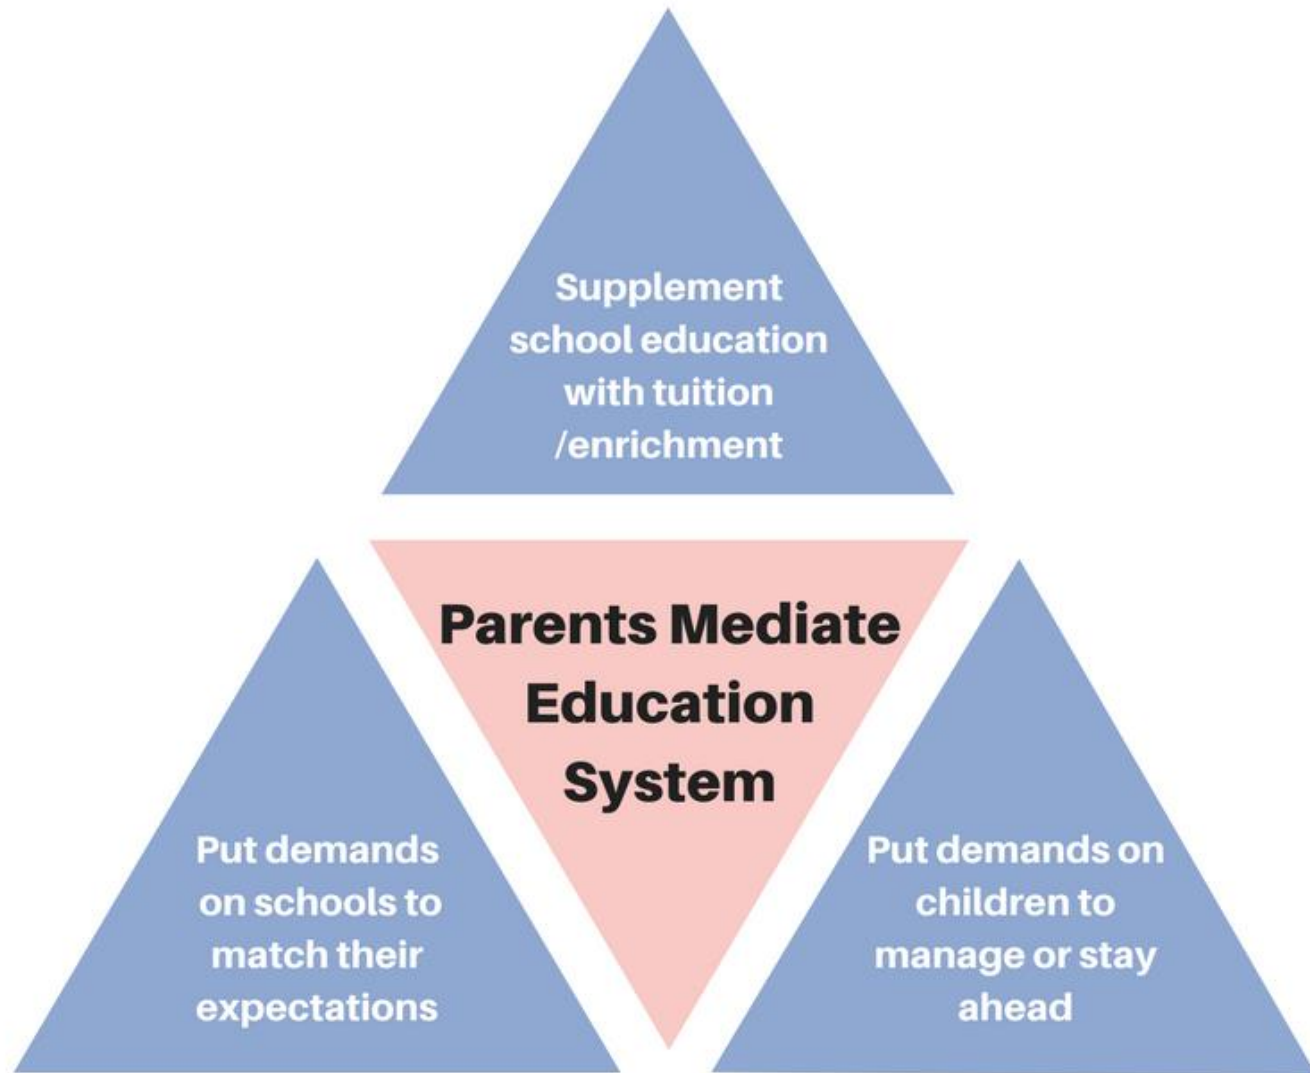 Supplement
school education
with tuition
/enrichment
Parents Mediate
Education
System
Put demands
on schools to
match their
expectations
Put demands on
children to
manage or stay
ahead